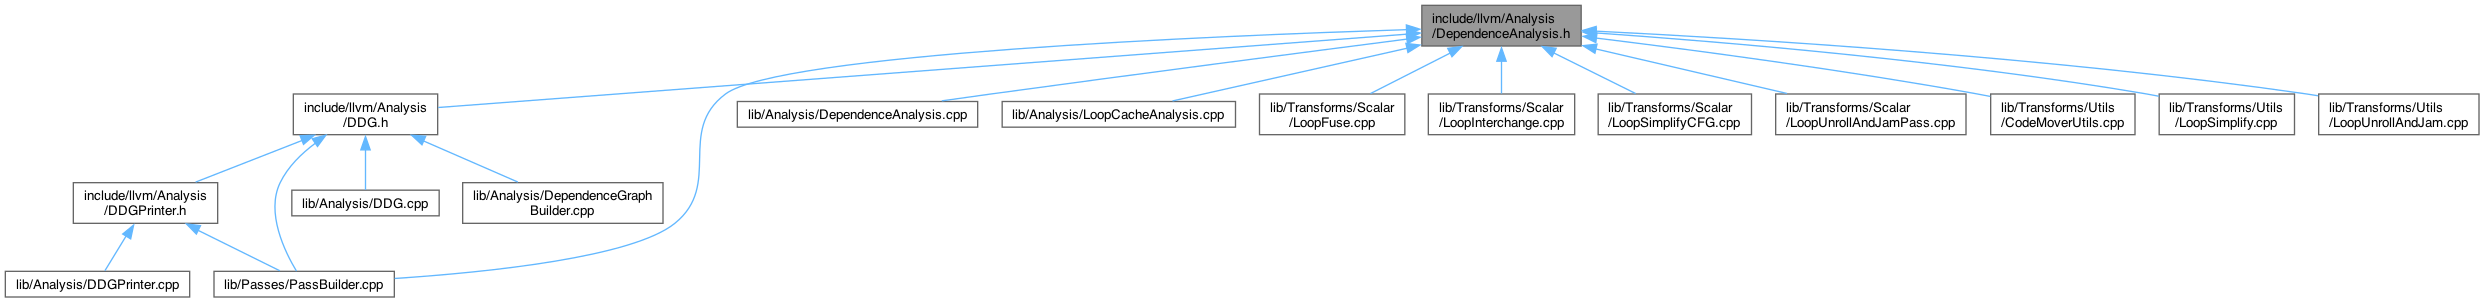 include/llvm/Analysis
/DependenceAnalysis.h
include/llvm/Analysis
/DDG.h
lib/Analysis/DependenceAnalysis.cpp
lib/Analysis/LoopCacheAnalysis.cpp
lib/Transforms/Scalar
/LoopFuse.cpp
lib/Transforms/Scalar
/LoopInterchange.cpp
lib/Transforms/Scalar
/LoopSimplifyCFG.cpp
lib/Transforms/Scalar
/LoopUnrollAndJamPass.cpp
lib/Transforms/Utils
/CodeMoverUtils.cpp
lib/Transforms/Utils
/LoopSimplify.cpp
lib/Transforms/Utils
/LoopUnrollAndJam.cpp
include/llvm/Analysis
/DDGPrinter.h
lib/Analysis/DDG.cpp
lib/Analysis/DependenceGraph
Builder.cpp
lib/Analysis/DDGPrinter.cpp
lib/Passes/PassBuilder.cpp